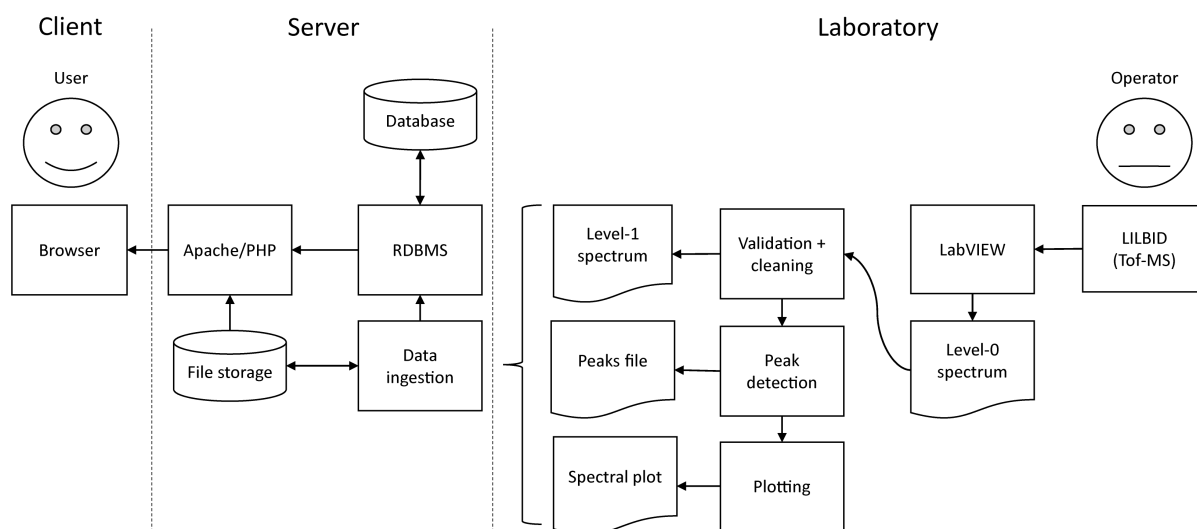 Client
Server
Laboratory
User
Operator
Database
Browser
Apache/PHP
RDBMS
Level-1
spectrum
Validation +
cleaning
LabVIEW
LILBID
(Tof-MS)
File storage
Data
ingestion
Peaks file
Peak
detection
Level-0
spectrum
Spectral plot
Plotting